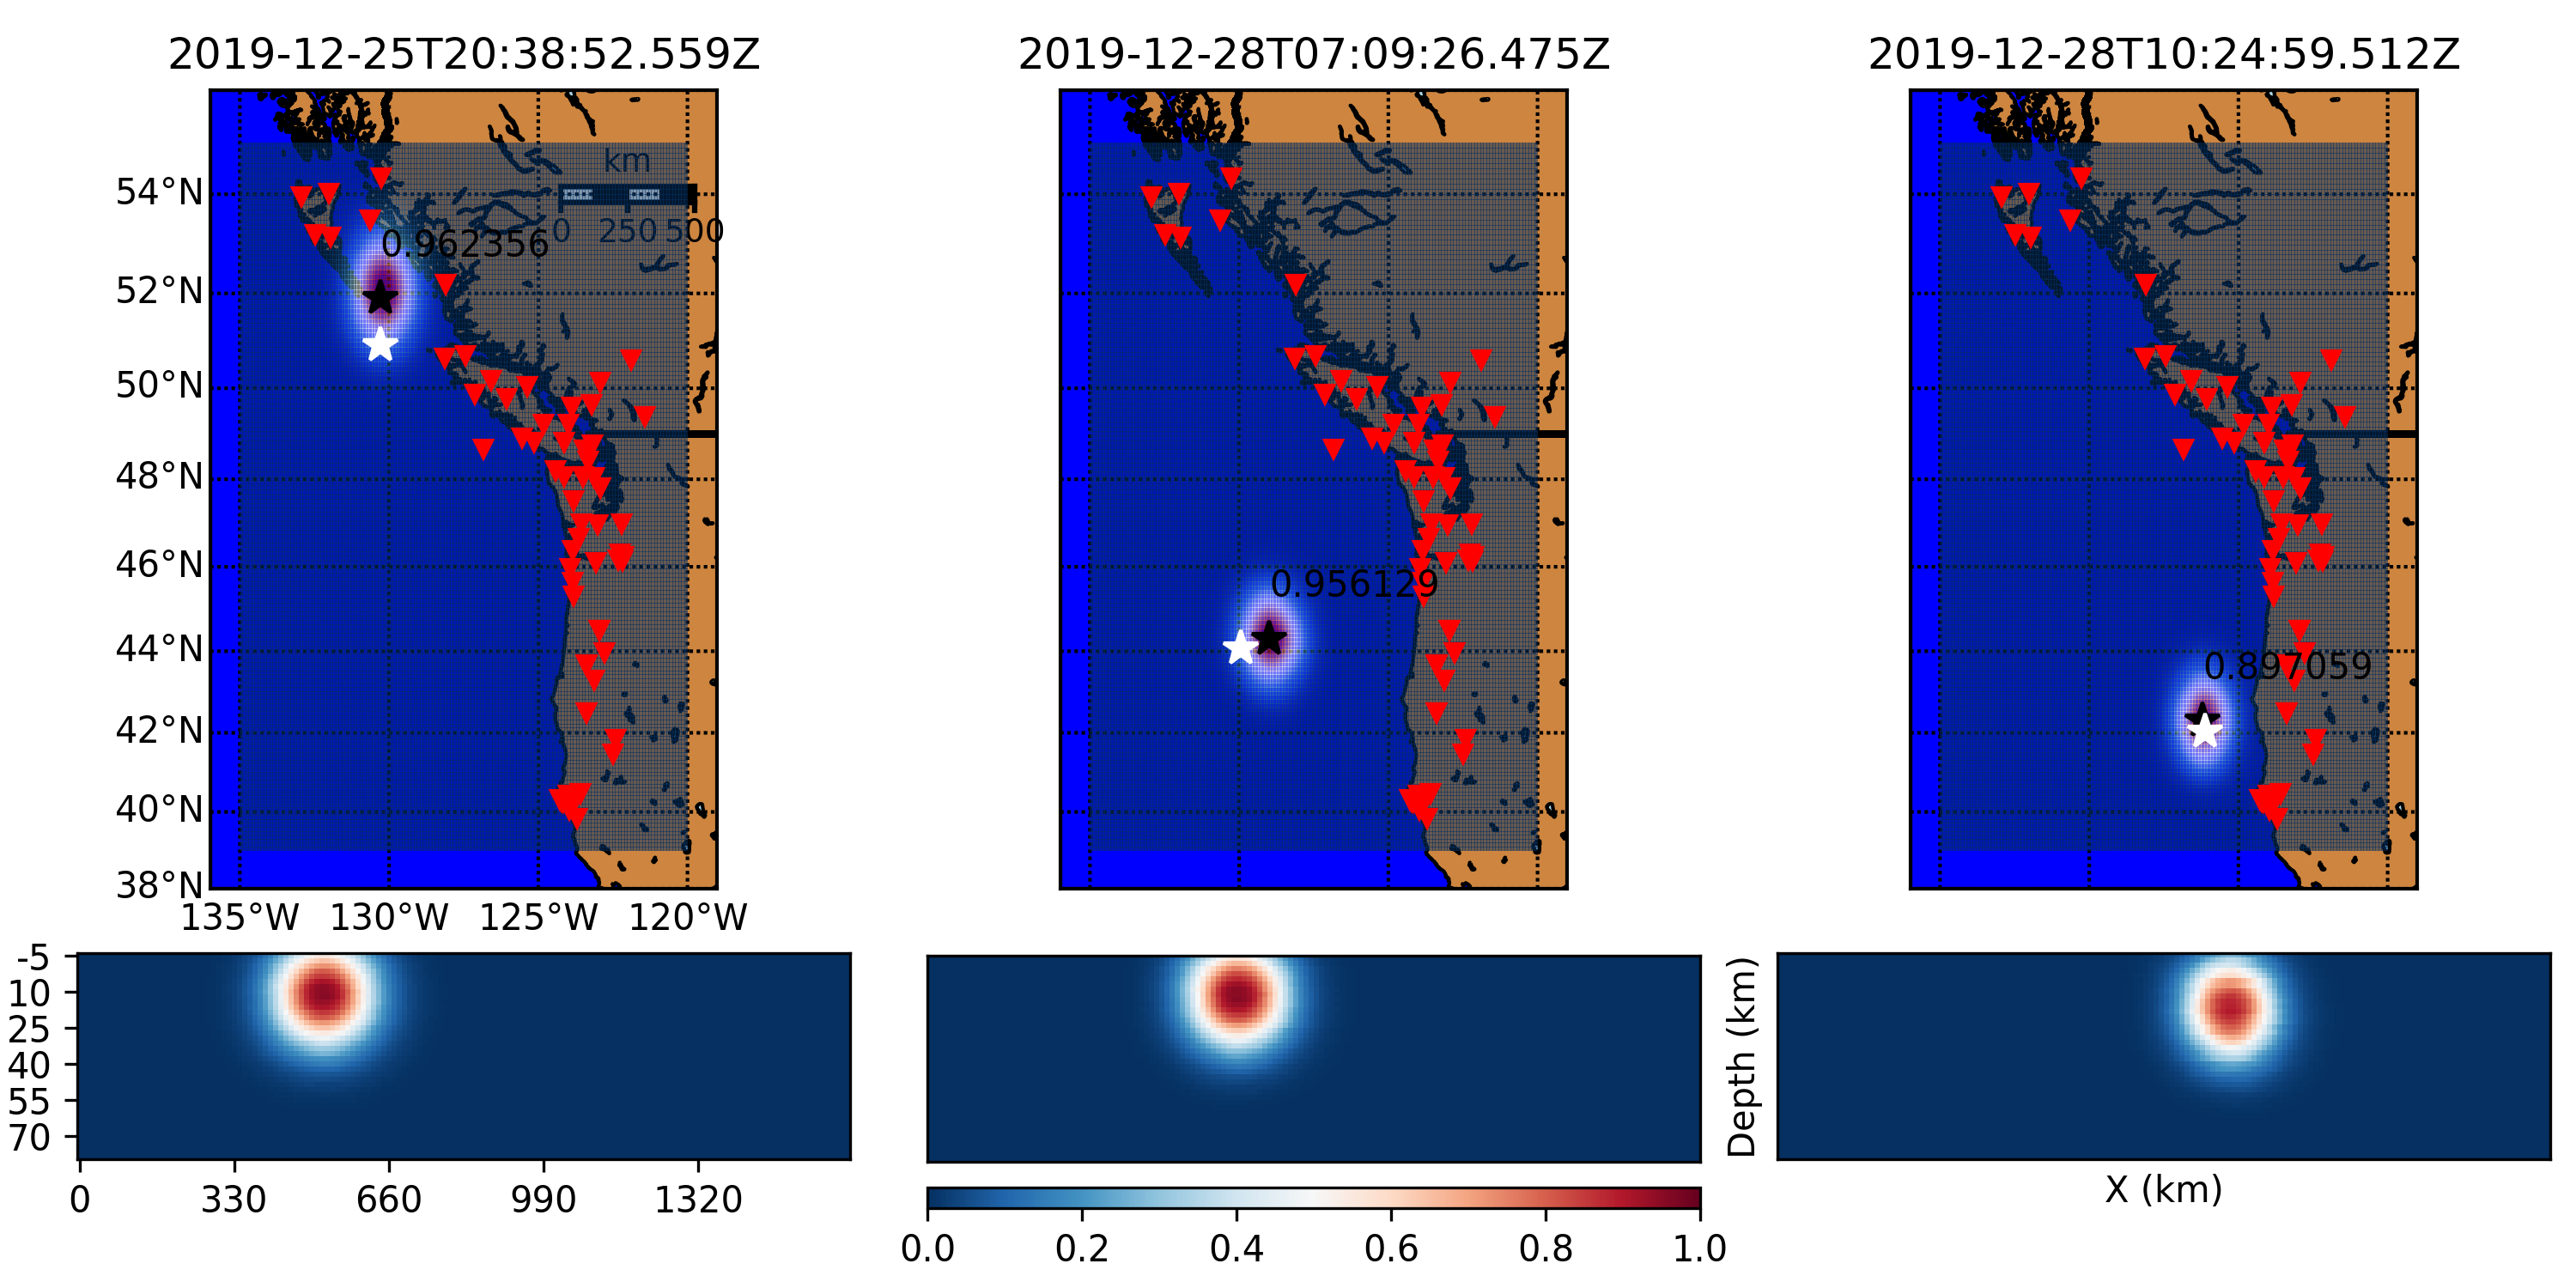 2019-12-25T20:38:52.559Z
2019-12-28T07:09:26.475Z
2019-12-28T10:24:59.512Z
km
0 250 500
0.962356
0.956129
0.897059
54°N
52°N
50°N
48°N
46°N
44°N
42°N
40°N
38°N
135°W 130°W 125°W 120°W
-5
10
25
40
55
70
0 330 660 990 1320
0.0 0.2 0.4 0.6 0.8 1.0
Depth (km)
X (km)